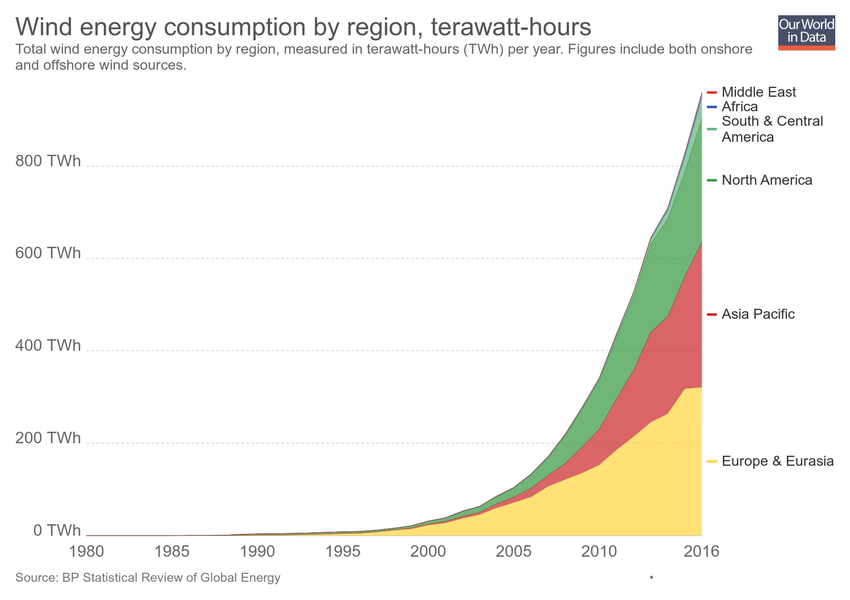 Wind energy consumption by region, terawatt-hours
Total wind energy consumption by region, measured in terawatt-hours (TWh) per year. Figures include both onshore
and offshore wind sources.
Our World
in Data
Middle East
Africa
South & Central
America
800 TWh
North America
600 TWh
Asia Pacific
400 TWh
200 TWh
Europe & Eurasia
0 TWh
1980 1985 1990 1995 2000 2005 2010 2016
Source: BP Statistical Review of Global Energy